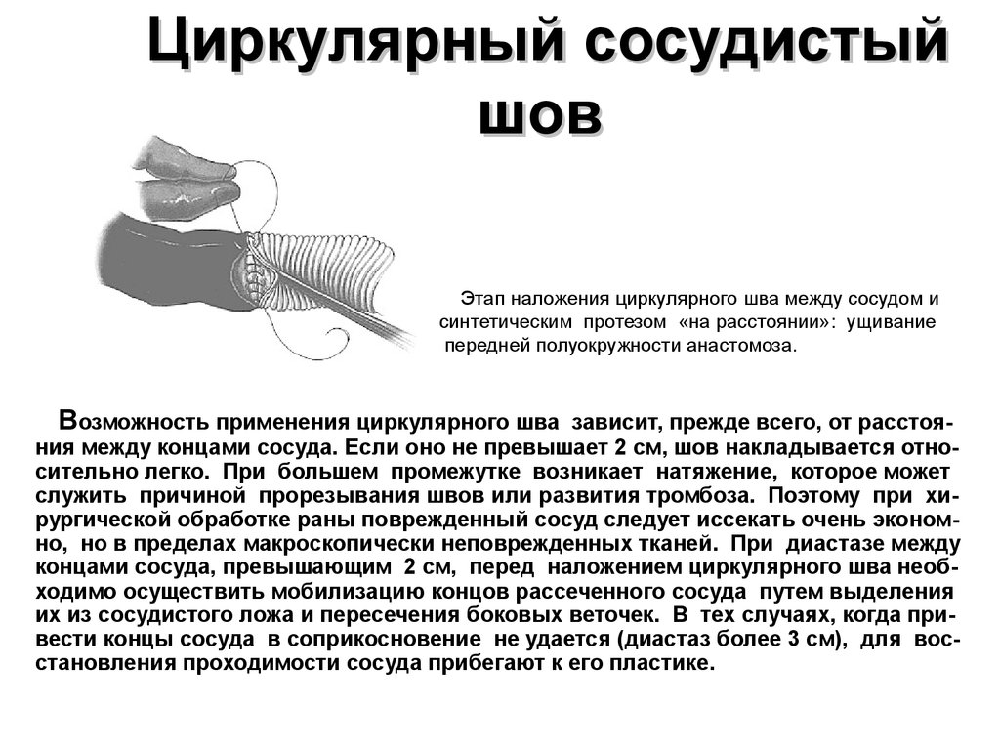 Циркулярный сосудистый
шов
Этап наложения циркулярного шва между сосудом и
синтетическим протезом «на расстоянии»: ущивание
передней полуокружности анастомоза.
Возможность применения циркулярного шва зависит, прежде всего, от расстоя-
ния между концами сосуда. Если оно не превышает 2 см, шов накладывается отно-
сительно легко. При большем промежутке возникает натяжение, которое может
служить причиной прорезывания швов или развития тромбоза. Поэтому при хи-
рургической обработке раны поврежденный сосуд следует иссекать очень эконом-
но, но в пределах макроскопически неповрежденных тканей. При диастазе между
концами сосуда, превышающим 2 см, перед наложением циркулярного шва необ-
ходимо осуществить мобилизацию концов рассеченного сосуда путем выделения
их из сосудистого ложа и пересечения боковых веточек. В тех случаях, когда при-
вести концы сосуда в соприкосновение не удается (диастаз более 3 см), для вос-
становления проходимости сосуда прибегают к его пластике.